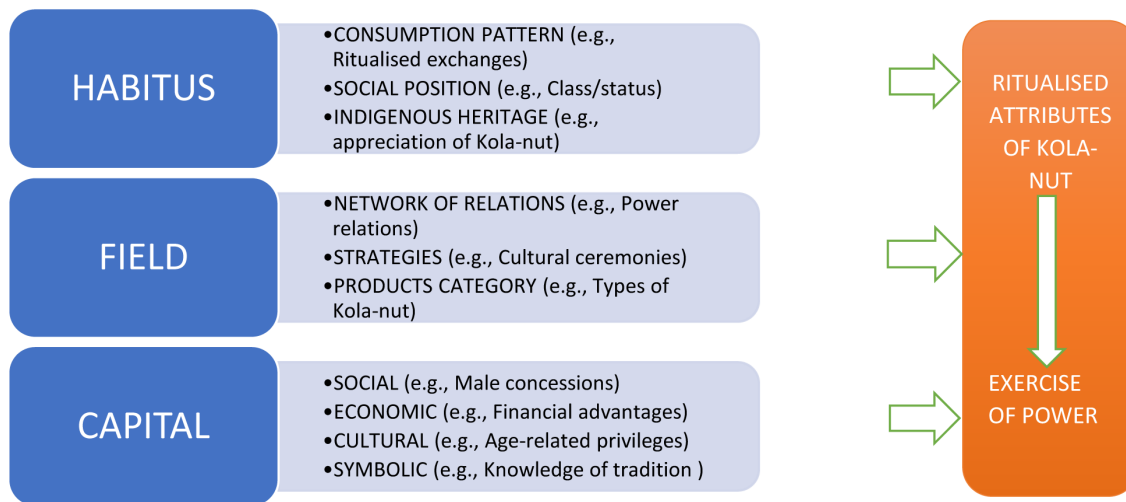 HABITUS
•CONSUMPTION PATTERN (e.g.,
Ritualised exchanges)
•SOCIAL POSITION (e.g., Class/status)
•INDIGENOUS HERITAGE (e.g.,
appreciation of Kola-nut)
FIELD
•NETWORK OF RELATIONS (e.g., Power
relations)
•STRATEGIES (e.g., Cultural ceremonies)
•PRODUCTS CATEGORY (e.g., Types of
Kola-nut)
CAPITAL
•SOCIAL (e.g., Male concessions)
•ECONOMIC (e.g., Financial advantages)
•CULTURAL (e.g., Age-related privileges)
•SYMBOLIC (e.g., Knowledge of tradition )
RITUALISED
ATTRIBUTES
OF KOLA-
NUT
EXERCISE
OF POWER